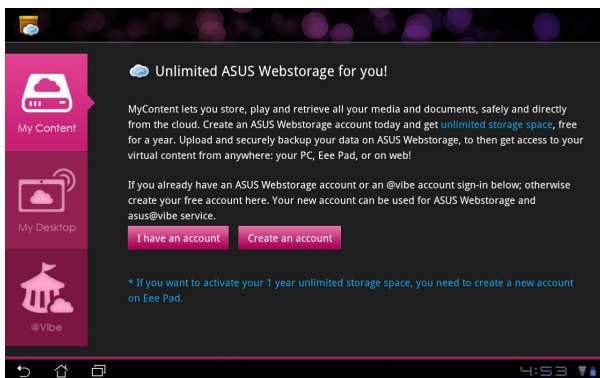 Unlimited ASUS Webstorage for you!
My Content
MyContent lets you store, play and retrieve all your media and documents, safely and directly
from the cloud. Create an ASUS Webstorage account today and get unlimited storage space, free
for a year. Upload and securely backup your data on ASUS Webstorage, to then get access to your
virtual content from anywhere: your PC, Eee Pad, or on web!
My Desktop
If you already have an ASUS Webstorage account or an @vibe account sign-in below; otherwise
create your free account here. Your new account can be used for ASUS Webstorage and
asus@vibe service.
I have an account Create an account
@Vibe
* If you want to activate your 1 year unlimited storage space, you need to create a new account
on Eee Pad.
4:53